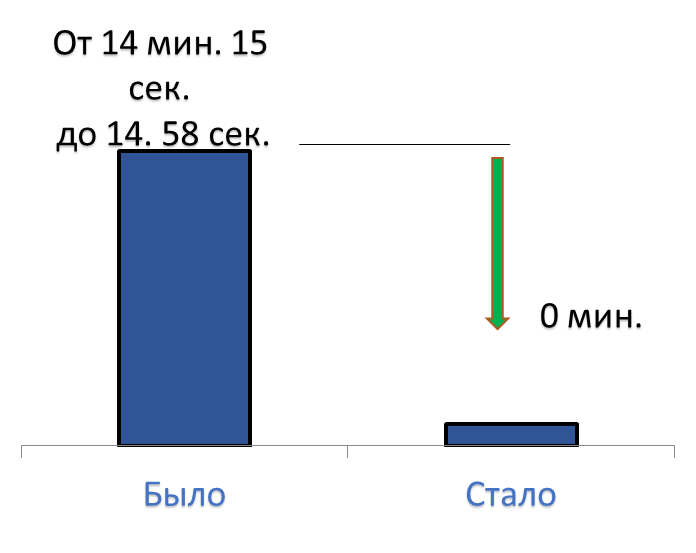 От 14 мин. 15
сек.
до 14. 58 сек.
0 мин.
Было
Стало